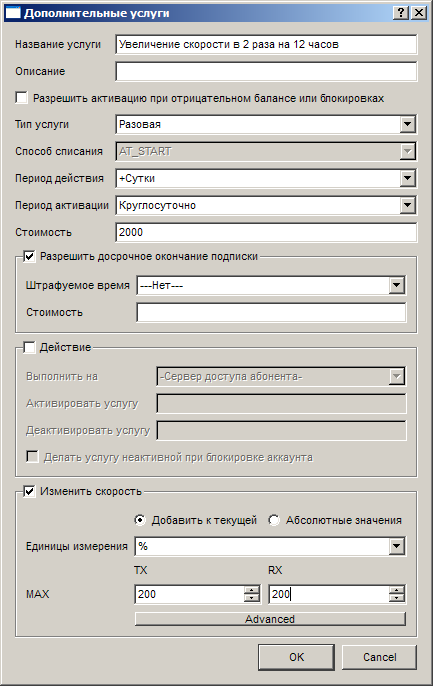 Дополнительные услуги
Название услуги Увеличение скорости в 2 раза на 12 часов
Описание
Разрешить активацию при отрицательном балансе или блокировках
Тип услуги Разовая
Способ списания AT_START
Период действия +Сутки
Период активации Круглосуточно
Стоимость 2000
Разрешить досрочное окончание подписки
Штрафуемое время ---Нет---
Стоимость
Действие
Выполнить на -Сервер доступа абонента-
Активировать услугу
Деактивировать услугу
Делать услугу неактивной при блокировке аккаунта
Изменить скорость
Добавить к текущей Абсолютные значения
Единицы измерения %
TX RX
MAX 200 200
Advanced
OK Cancel